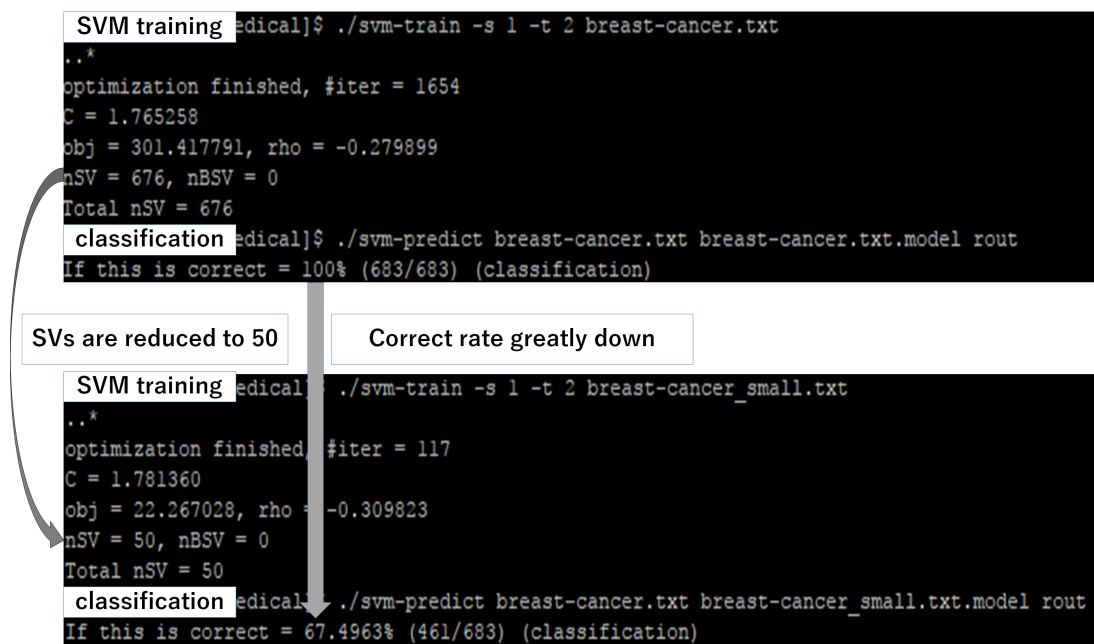 SVM training edical]$ ./svm-train -s 1 -t 2 breast-cancer.txt
..*
optimization finished, #iter = 1654
C = 1.765258
obj = 301.417791, rho = -0.279899
nSV = 676, nBSV = 0
Total nSV = 676
classification edical]$ ./svm-predict breast-cancer.txt breast-cancer.txt.model rout
If this is correct = 100% (683/683) (classification)
SVs are reduced to 50
Correct rate greatly down
SVM training edical]$ ./svm-train -s 1 -t 2 breast-cancer_small.txt
..*
optimization finished, #iter = 117
C = 1.781360
obj = 22.267028, rho = -0.309823
nSV = 50, nBSV = 0
Total nSV = 50
classification edical]$ ./svm-predict breast-cancer.txt breast-cancer_small.txt.model rout
If this is correct = 67.4963% (461/683) (classification)